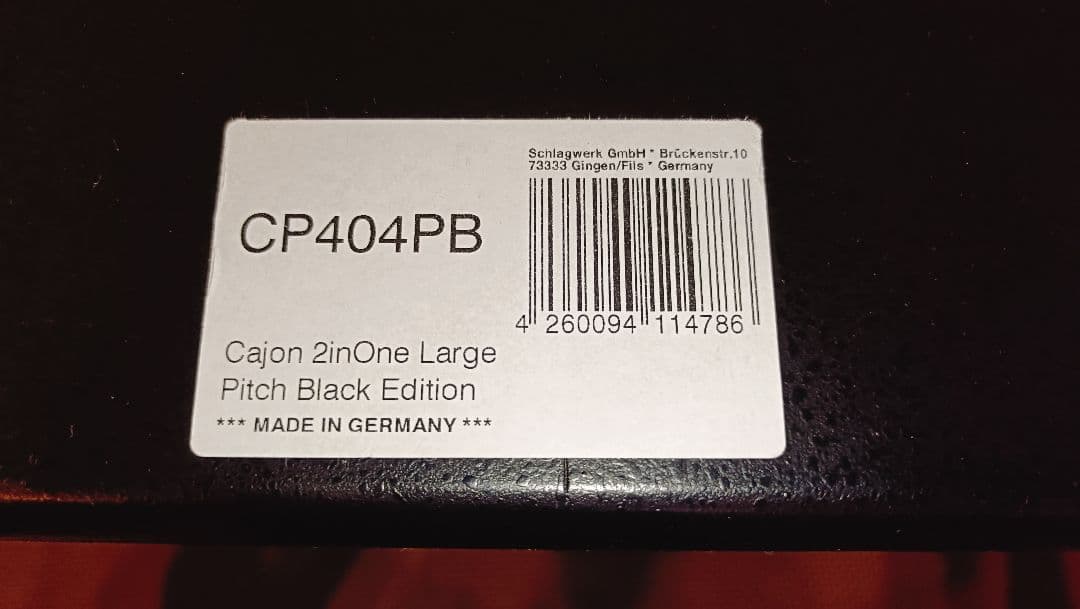 Schlagwerk GmbH * Brückenstr.10
73333 Gingen/Fils * Germany
CP404PB
4 260094 114786
Cajon 2inOne Large
Pitch Black Edition
*** MADE IN GERMANY ***